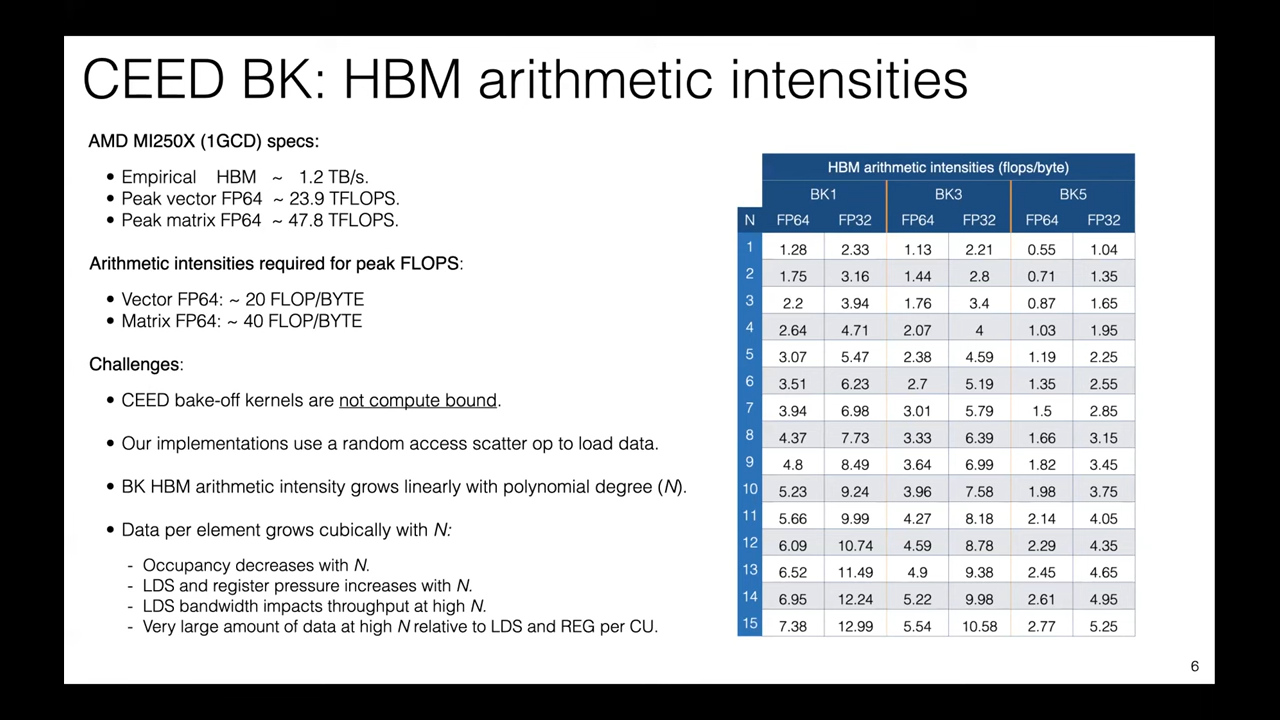 CEED BK: HBM arithmetic intensities
AMD MI250X (1GCD) specs:
• Empirical HBM ~ 1.2 TB/s.
• Peak vector FP64 ~ 23.9 TFLOPS.
• Peak matrix FP64 ~ 47.8 TFLOPS.
Arithmetic intensities required for peak FLOPS:
• Vector FP64: ~ 20 FLOP/BYTE
• Matrix FP64: ~ 40 FLOP/BYTE
Challenges:
• CEED bake-off kernels are not compute bound.
• Our implementations use a random access scatter op to load data.
• BK HBM arithmetic intensity grows linearly with polynomial degree (N).
• Data per element grows cubically with N:
- Occupancy decreases with N.
- LDS and register pressure increases with N.
- LDS bandwidth impacts throughput at high N.
- Very large amount of data at high N relative to LDS and REG per CU.
HBM arithmetic intensities (flops/byte)
BK1 BK3 BK5
N FP64 FP32 FP64 FP32 FP64 FP32
1 1.28 2.33 1.13 2.21 0.55 1.04
2 1.75 3.16 1.44 2.8 0.71 1.35
3 2.2 3.94 1.76 3.4 0.87 1.65
4 2.64 4.71 2.07 4 1.03 1.95
5 3.07 5.47 2.38 4.59 1.19 2.25
6 3.51 6.23 2.7 5.19 1.35 2.55
7 3.94 6.98 3.01 5.79 1.5 2.85
8 4.37 7.73 3.33 6.39 1.66 3.15
9 4.8 8.49 3.64 6.99 1.82 3.45
10 5.23 9.24 3.96 7.58 1.98 3.75
11 5.66 9.99 4.27 8.18 2.14 4.05
12 6.09 10.74 4.59 8.78 2.29 4.35
13 6.52 11.49 4.9 9.38 2.45 4.65
14 6.95 12.24 5.22 9.98 2.61 4.95
15 7.38 12.99 5.54 10.58 2.77 5.25
6